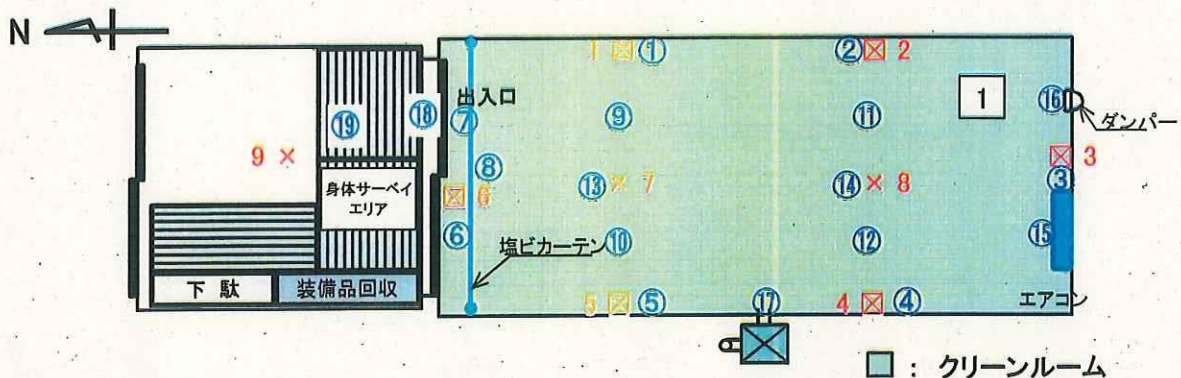 N
1 ① ② 2
出入口 1 ⑯
⑦ ⑨ ⑪ ダンパー
⑱
⑲
9 × ⑧ 3
身体サーベイ
エリア
⑬ × 7 ⑭ × 8 ③
6
⑥ 塩ビカーテン ⑩ ⑫ ⑮
下駄 装備品回収 エアコン
5 ⑤ ⑰ 4 ④
: クリーンルーム